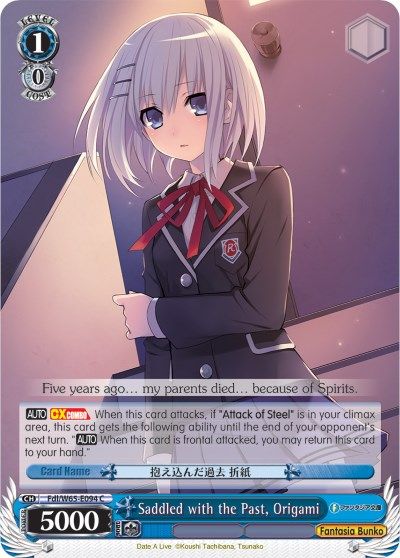 LEVEL
1
0
COST
Five years ago… my parents died… because of Spirits.
AUTO CX COMBO When this card attacks, if "Attack of Steel" is in your climax
area, this card gets the following ability until the end of your opponent's
next turn. "AUTO When this card is frontal attacked, you may return this card
to your hand."
Card Name 抱え込んだ過去 折紙
CH Fdl/W65-E094 C
POWER 5000 SOUL Saddled with the Past, Origami ファンタジア文庫
Fantasia Bunko
Date A Live ©Koushi Tachibana, Tsunako